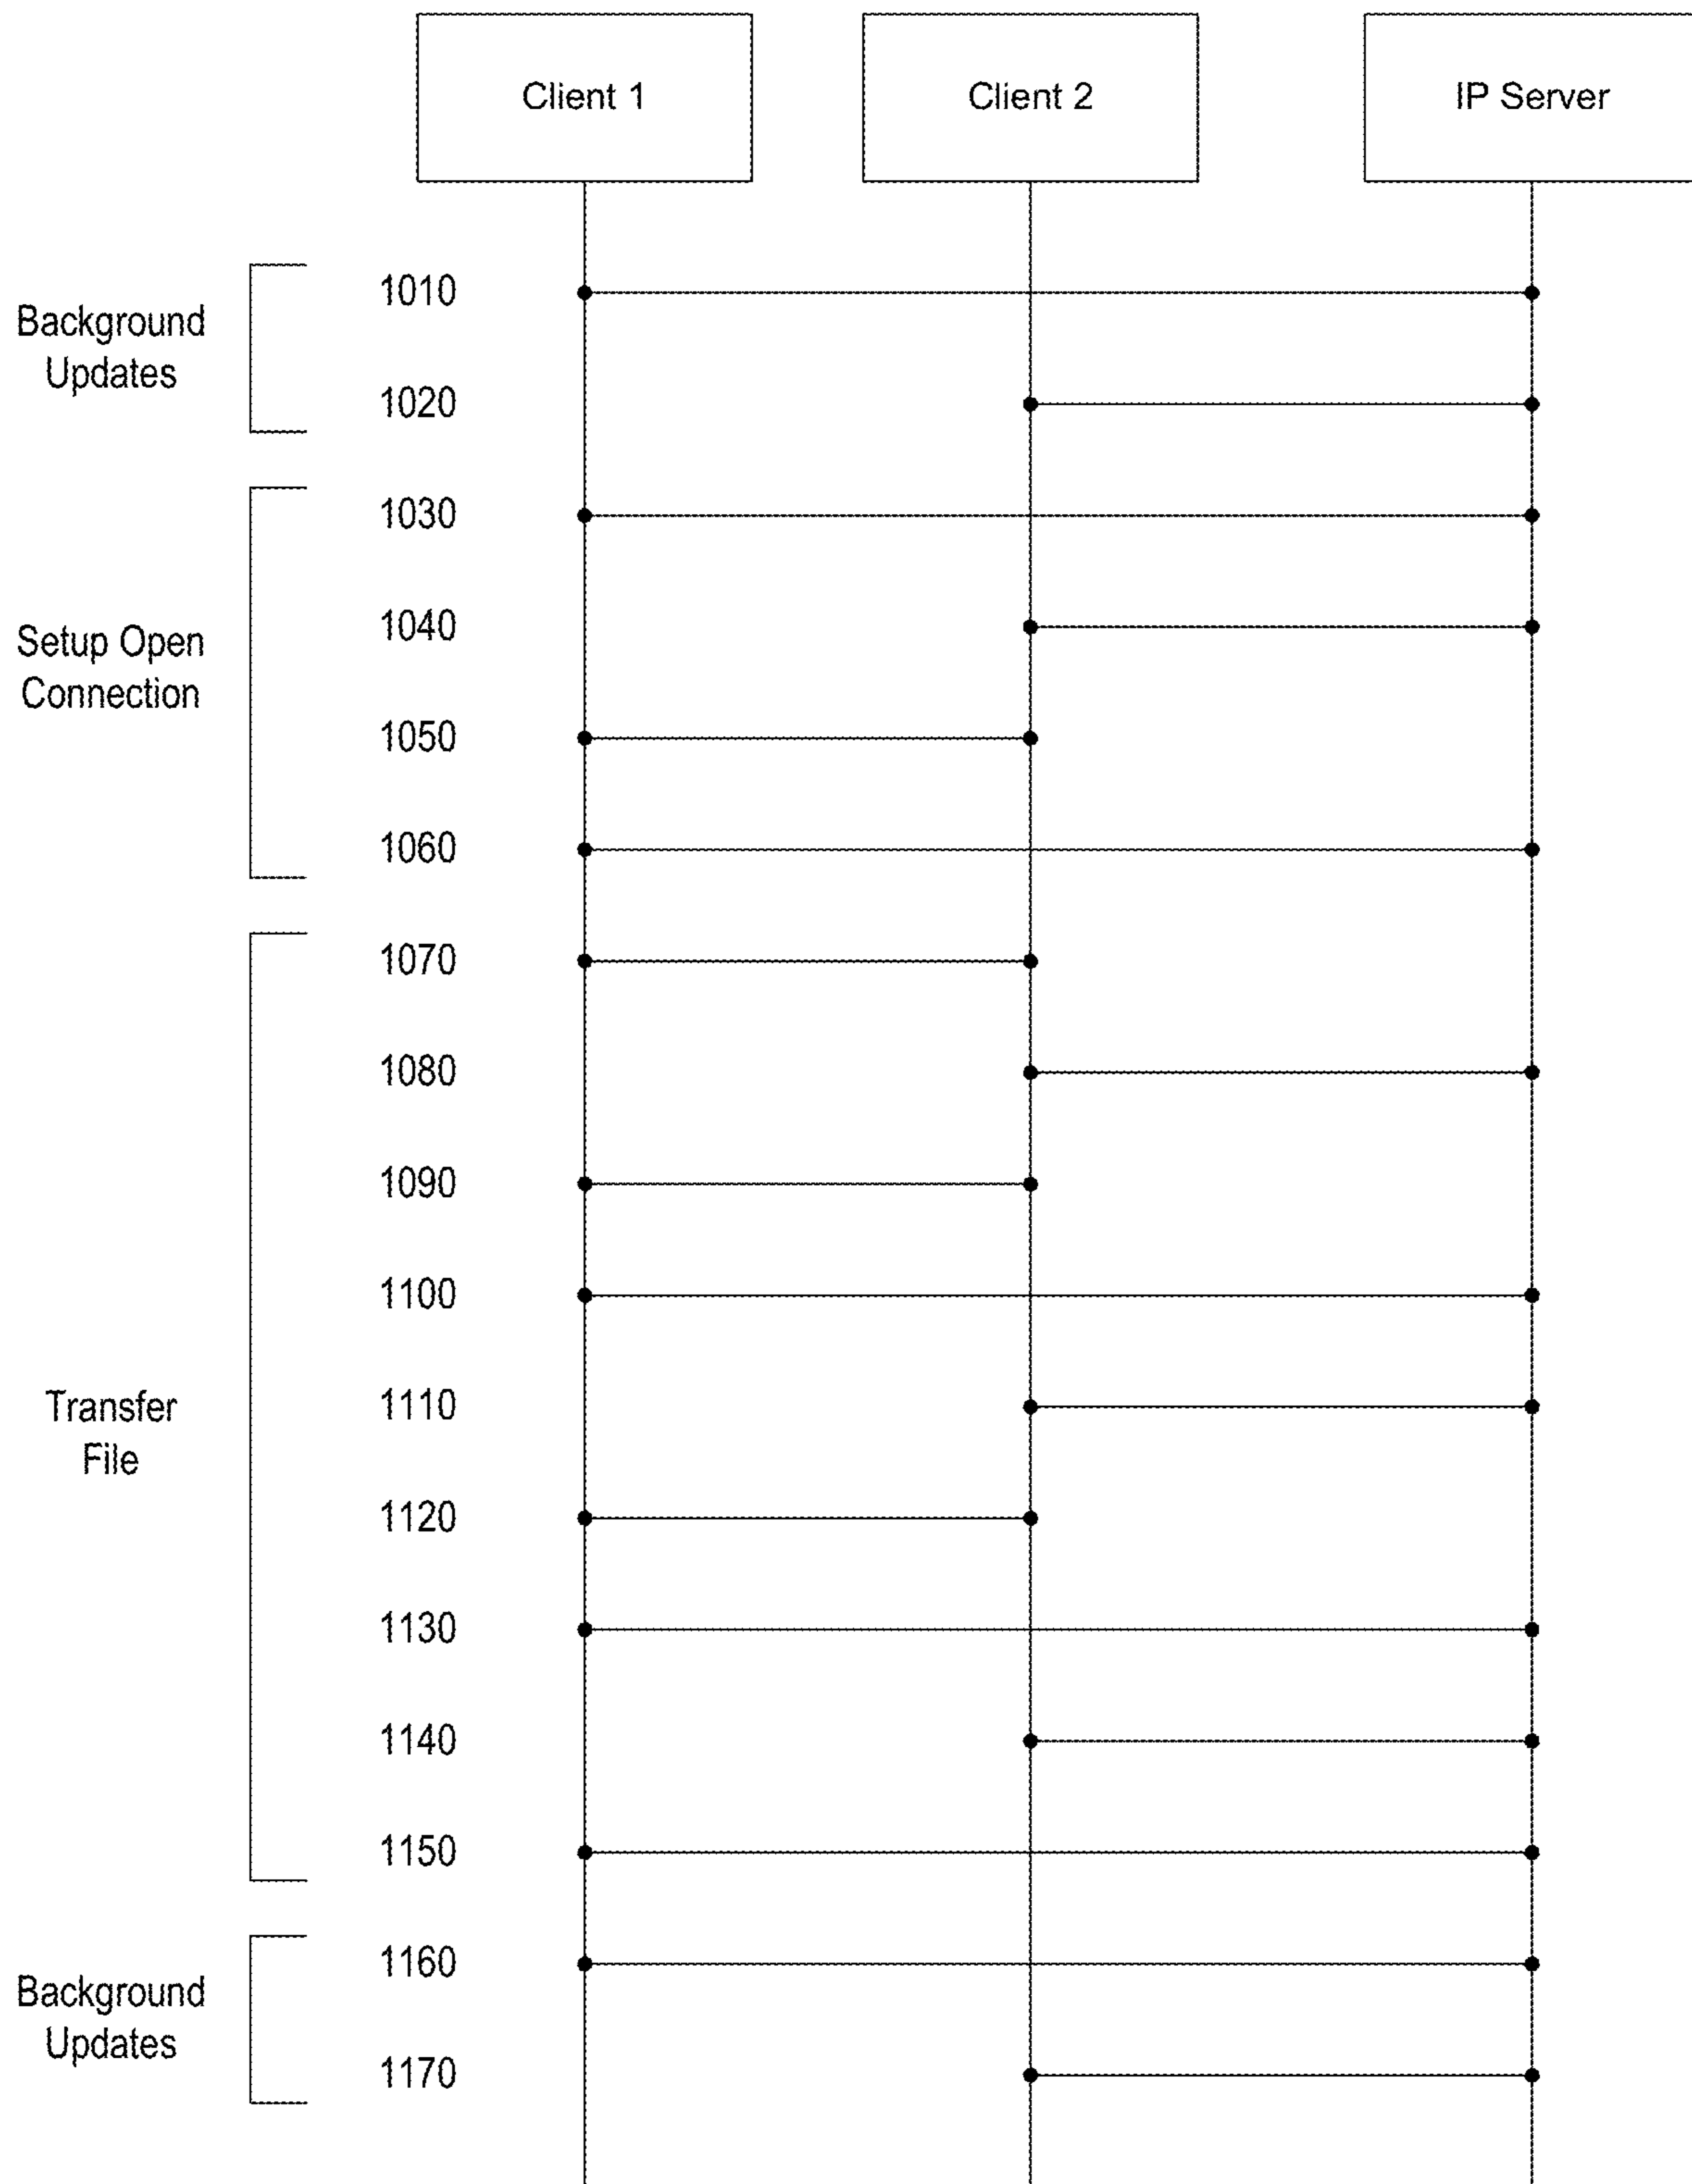 Client 1
Client 2
IP Server
Background
Updates
1010
1020
Setup Open
Connection
1030
1040
1050
1060
Transfer
File
1070
1080
1090
1100
1110
1120
1130
1140
1150
Background
Updates
1160
1170